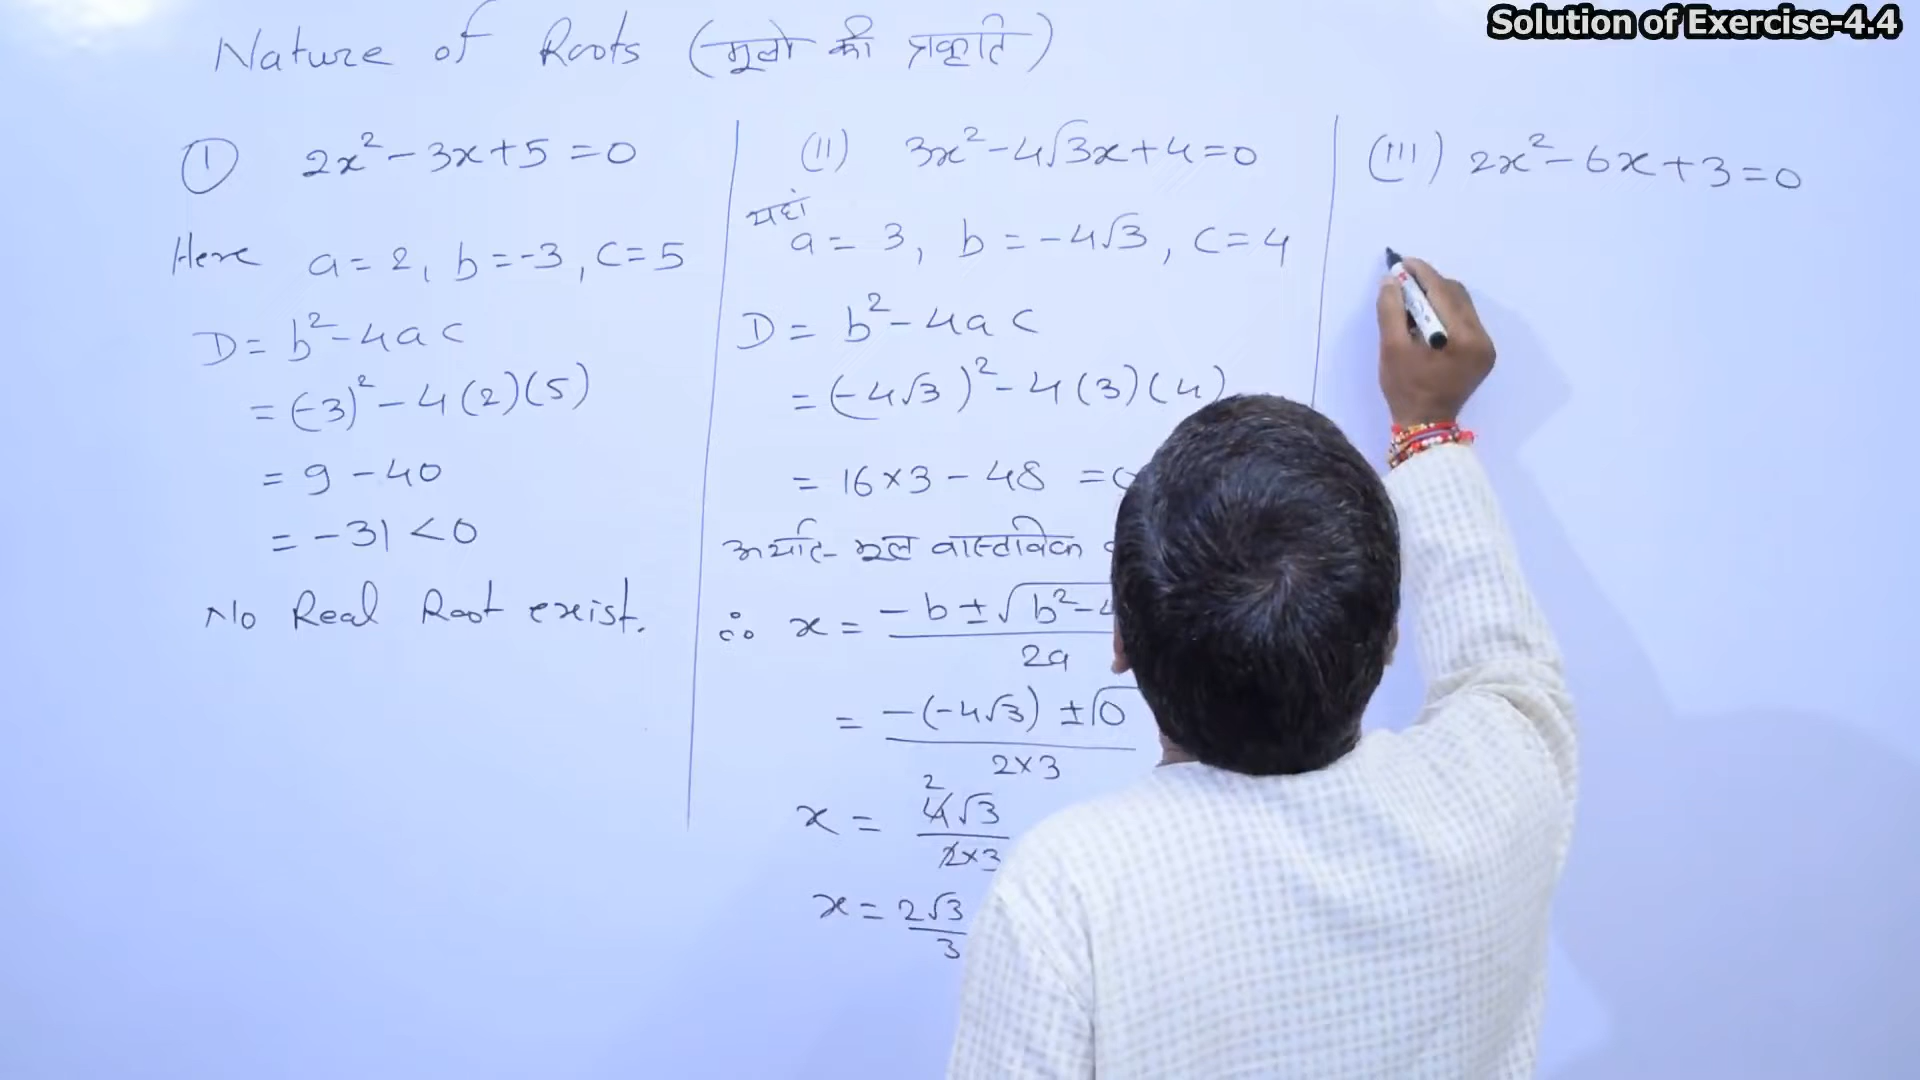 Solution of Exercise-4.4
Nature of Roots (मूलो की प्रकृति)
① 2x² - 3x + 5 = 0
Here a = 2, b = -3, c = 5
D = b² - 4ac
= (-3)² - 4(2)(5)
= 9 - 40
= -31 < 0
No Real Root exist.
(II) 3x² - 4√3x + 4 = 0
यहां
a = 3, b = -4√3, c = 4
D = b² - 4ac
= (-4√3)² - 4(3)(4)
= 16×3 - 48 = 0
अर्थात मूल वास्तविक
∴ x = (-b ± √b² - 4 / 2a
= -(-4√3) ± √0 / 2×3
2
x = 4√3 / 2×3
x = 2√3 / 3
(III) 2x² - 6x + 3 = 0